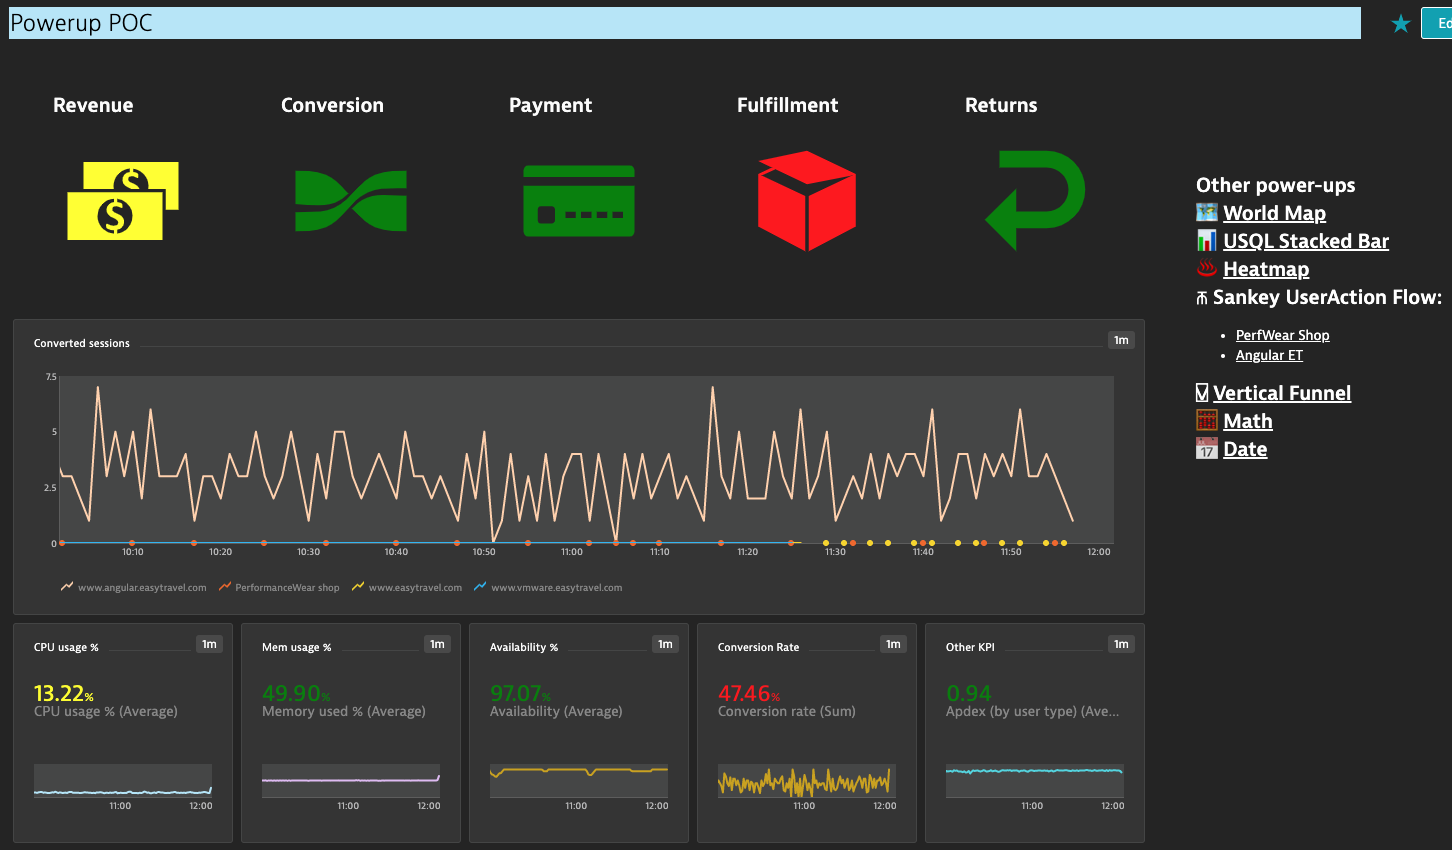 Powerup POC
Ed
Revenue
Conversion
Payment
Fulfillment
Returns
$
$
Other power-ups
World Map
USQL Stacked Bar
Heatmap
Sankey UserAction Flow:
• PerfWear Shop
• Angular ET
Vertical Funnel
Math
17 Date
Converted sessions
1m
7.5
5
2.5
0
10:10 10:20 10:30 10:40 10:50 11:00 11:10 11:20 11:30 11:40 11:50 12:00
www.angular.easytravel.com PerformanceWear shop www.easytravel.com www.vmware.easytravel.com
CPU usage % 1m
13.22%
CPU usage % (Average)
11:00 12:00
Mem usage % 1m
49.90%
Memory used % (Average)
11:00 12:00
Availability % 1m
97.07%
Availability (Average)
11:00 12:00
Conversion Rate 1m
47.46%
Conversion rate (Sum)
11:00 12:00
Other KPI 1m
0.94
Apdex (by user type) (Ave...
11:00 12:00